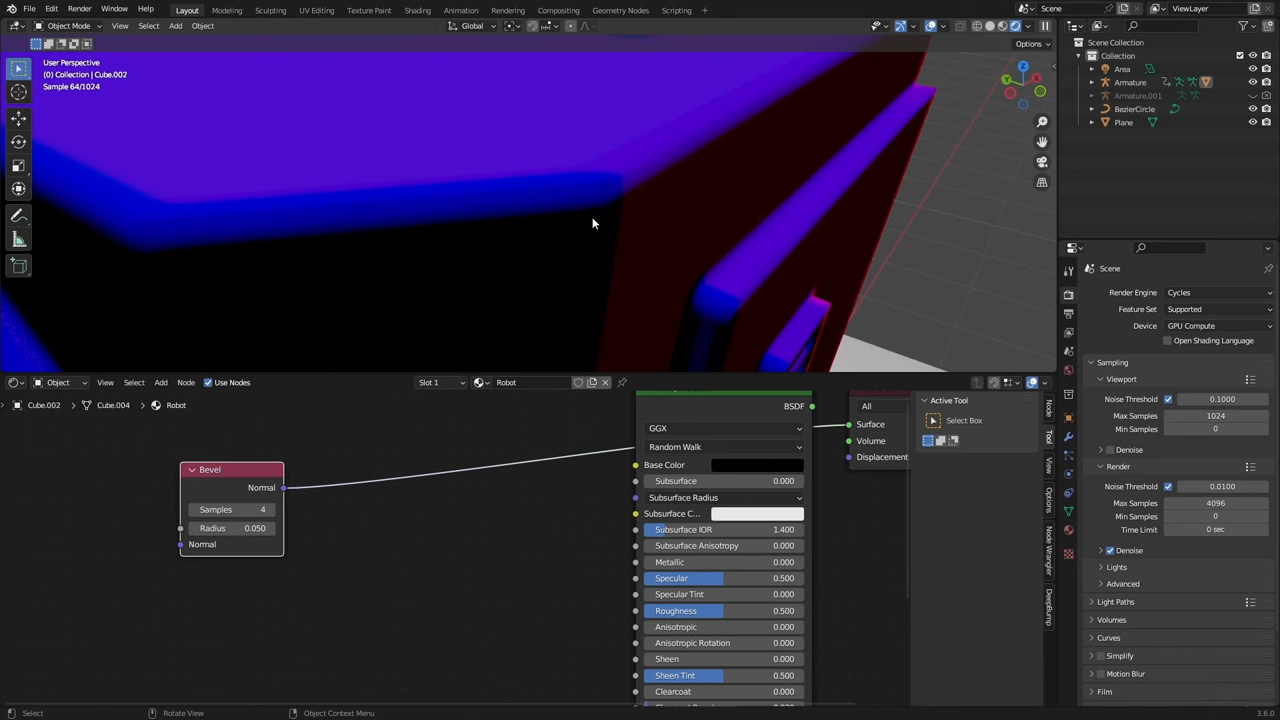 File Edit Render Window Help Layout Modeling Sculpting UV Editing Texture Paint Shading Animation Rendering Compositing Geometry Nodes Scripting + Scene ViewLayer
Object Mode View Select Add Object Global
Options
User Perspective
(0) Collection | Cube.002
Sample 64/1024
Scene Collection
Collection
Area
Armature
Armature.001
BezierCircle
Plane
Scene
Render Engine Cycles
Feature Set Supported
Device GPU Compute
Open Shading Language
Sampling
Viewport
Noise Threshold 0.1000
Max Samples 1024
Min Samples 0
Denoise
Render
Noise Threshold 0.0100
Max Samples 4096
Min Samples 0
Time Limit 0 sec
Denoise
Lights
Advanced
Light Paths
Volumes
Curves
Simplify
Motion Blur
Film
Object View Select Add Node Use Nodes Slot 1 Robot
Cube.002 Cube.004 Robot
Bevel
Normal
Samples 4
Radius 0.050
Normal
BSDF
GGX
Random Walk
Base Color
Subsurface 0.000
Subsurface Radius
Subsurface C...
Subsurface IOR 1.400
Subsurface Anisotropy 0.000
Metallic 0.000
Specular 0.500
Specular Tint 0.000
Roughness 0.500
Anisotropic 0.000
Anisotropic Rotation 0.000
Sheen 0.000
Sheen Tint 0.500
Clearcoat 0.000
All
Surface
Volume
Displacement
Active Tool
Select Box
Node
Tool
View
Options
Node Wrangler
DeepBump
Select Rotate View Object Context Menu 3.6.0